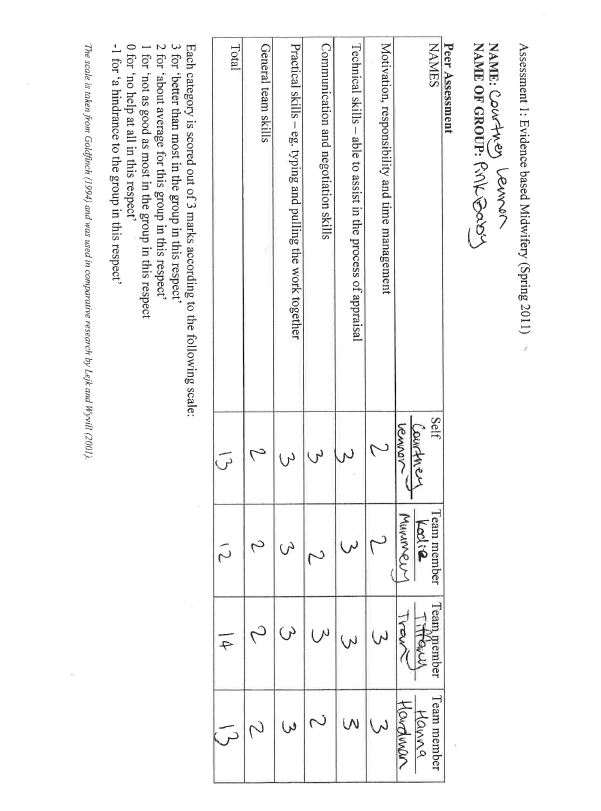 Assessment 1: Evidence based Midwifery (Spring 2011)
NAME: Courtney Lennon
NAME OF GROUP: Pink Baby
Peer Assessment
NAMES Self Courtney Lennon Team member Kodie Mummery Team member Tiffany Tran Team member Hanna Hardman
Motivation, responsibility and time management 2 2 3 3
Technical skills – able to assist in the process of appraisal 3 3 3 3
Communication and negotiation skills 3 2 3 2
Practical skills – eg. typing and pulling the work together 3 3 3 3
General team skills 2 2 2 2
Total 13 12 14 13
Each category is scored out of 3 marks according to the following scale:
3 for 'better than most in the group in this respect'
2 for 'about average for this group in this respect'
1 for 'not as good as most in the group in this respect
0 for 'no help at all in this respect'
-1 for 'a hindrance to the group in this respect'
The scale is taken from Goldfinch (1994) and was used in comparative research by Lejk and Wyvill (2001).